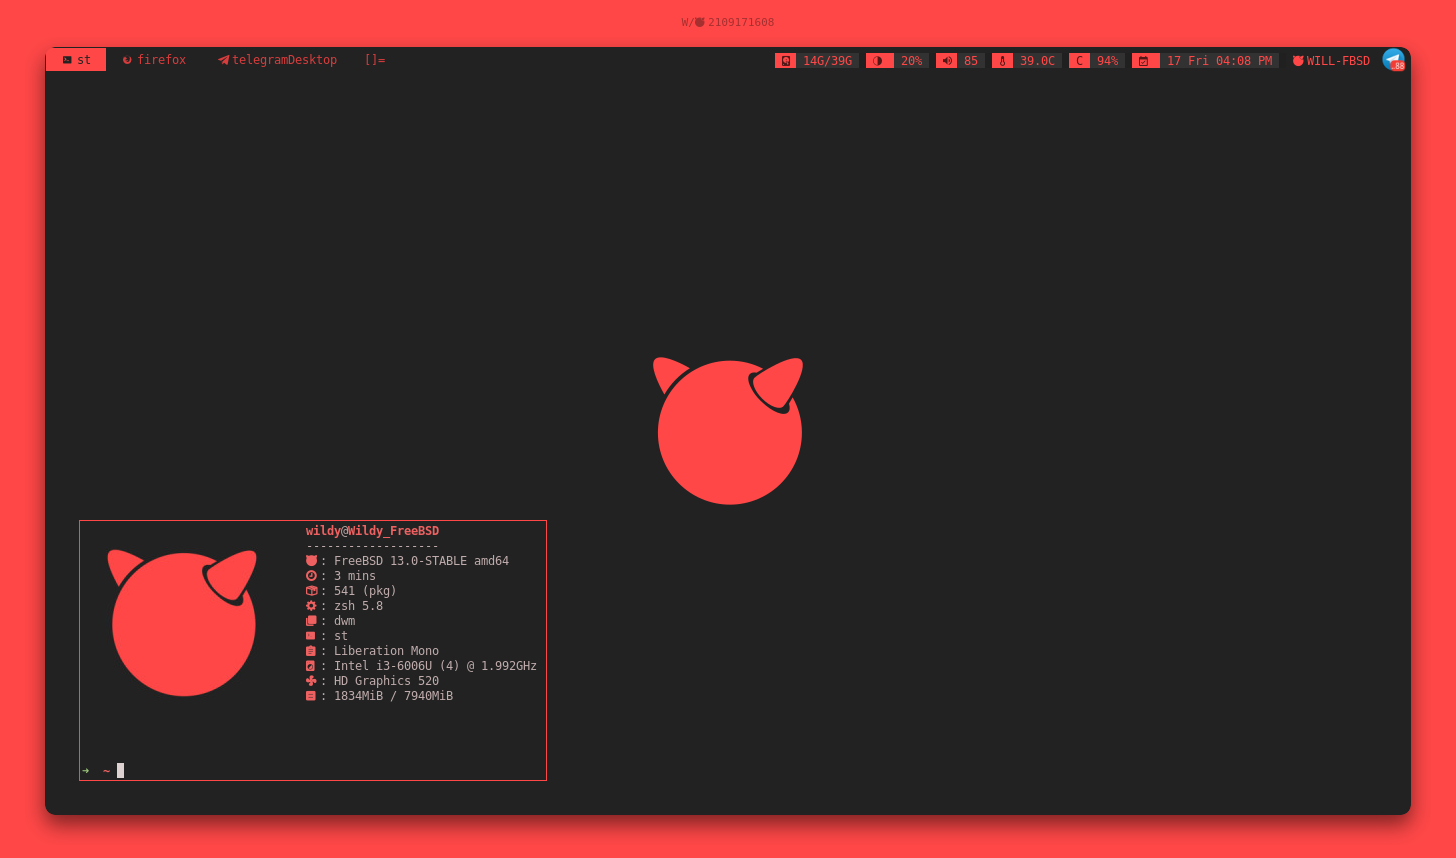 W/ 2109171608
st firefox telegramDesktop []= 14G/39G 20% 85 39.0C C 94% 17 Fri 04:08 PM WILL-FBSD
wildy@Wildy_FreeBSD
-------------------
: FreeBSD 13.0-STABLE amd64
: 3 mins
: 541 (pkg)
: zsh 5.8
: dwm
: st
: Liberation Mono
: Intel i3-6006U (4) @ 1.992GHz
: HD Graphics 520
: 1834MiB / 7940MiB
➜ ~